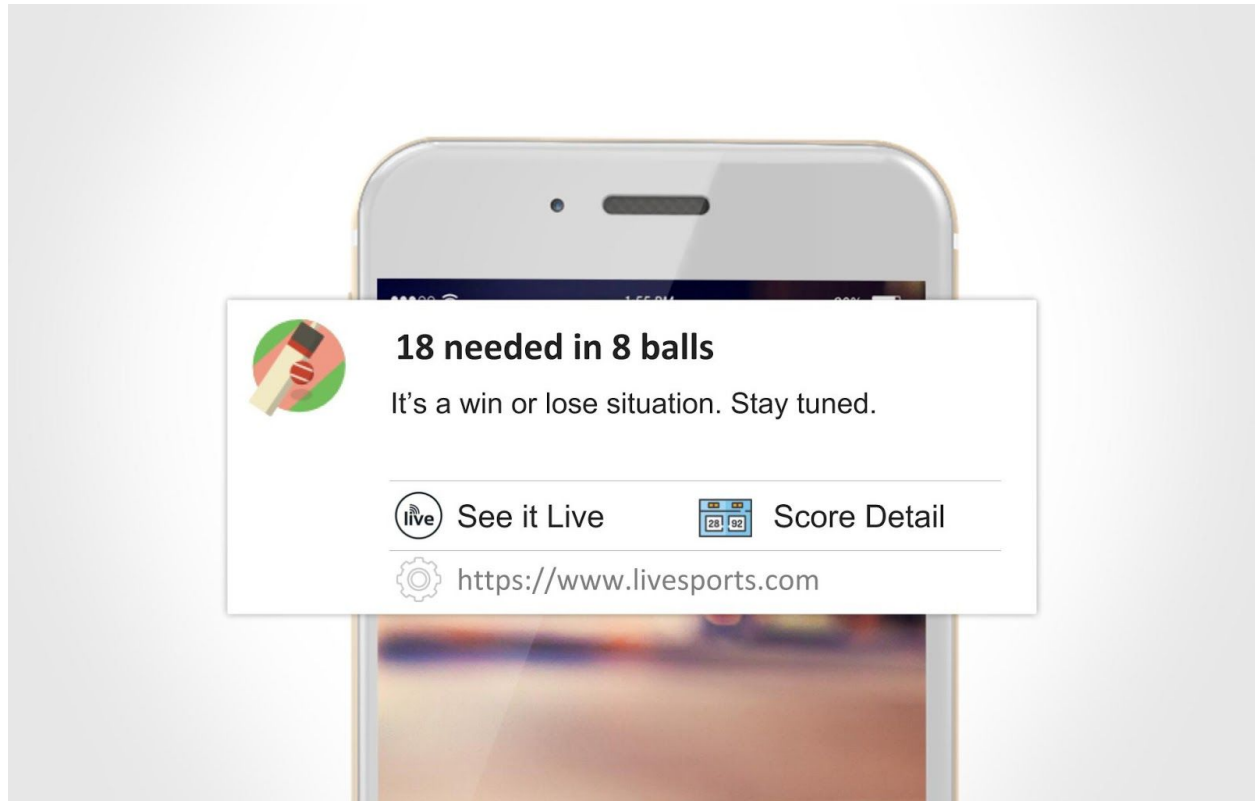 18 needed in 8 balls
It’s a win or lose situation. Stay tuned.
live See it Live 28 92 Score Detail
https://www.livesports.com